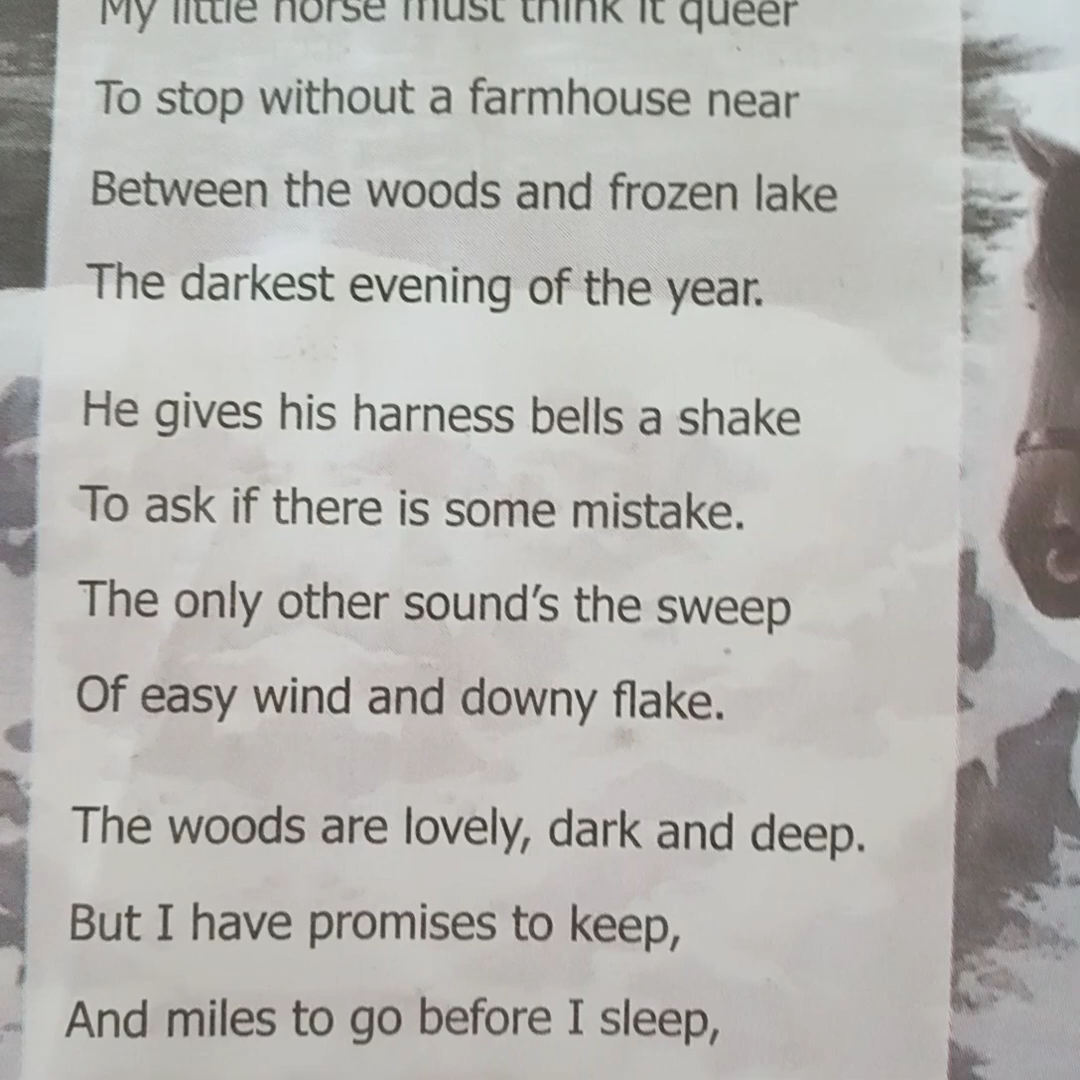 My little horse must think it queer
To stop without a farmhouse near
Between the woods and frozen lake
The darkest evening of the year.
He gives his harness bells a shake
To ask if there is some mistake.
The only other sound's the sweep
Of easy wind and downy flake.
The woods are lovely, dark and deep.
But I have promises to keep,
And miles to go before I sleep,